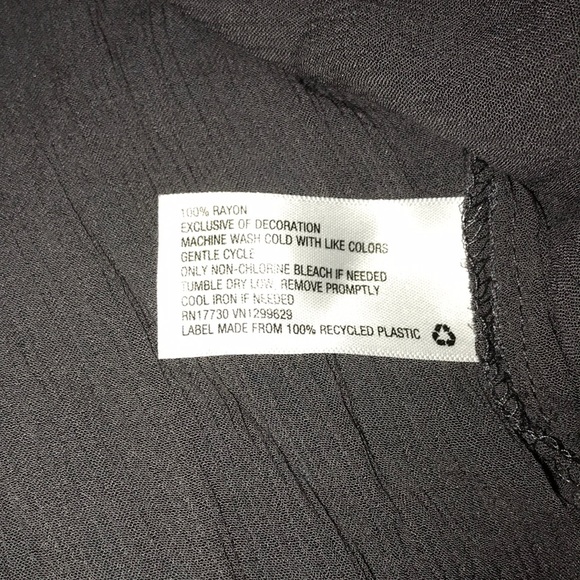 100% RAYON
EXCLUSIVE OF DECORATION
MACHINE WASH COLD WITH LIKE COLORS
GENTLE CYCLE
ONLY NON-CHLORINE BLEACH IF NEEDED
TUMBLE DRY LOW, REMOVE PROMPTLY
COOL IRON IF NEEDED
RN17730 VN1299629
LABEL MADE FROM 100% RECYCLED PLASTIC